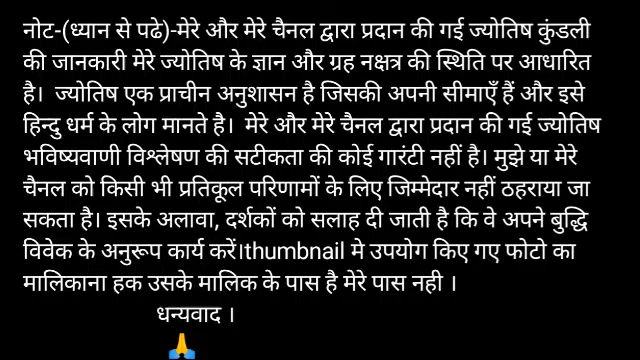 नोट-(ध्यान से पढे)-मेरे और मेरे चैनल द्वारा प्रदान की गई ज्योतिष कुंडली
की जानकारी मेरे ज्योतिष के ज्ञान और ग्रह नक्षत्र की स्थिति पर आधारित
है। ज्योतिष एक प्राचीन अनुशासन है जिसकी अपनी सीमाएँ हैं और इसे
हिन्दु धर्म के लोग मानते है। मेरे और मेरे चैनल द्वारा प्रदान की गई ज्योतिष
भविष्यवाणी विश्लेषण की सटीकता की कोई गारंटी नहीं है। मुझे या मेरे
चैनल को किसी भी प्रतिकूल परिणामों के लिए जिम्मेदार नहीं ठहराया जा
सकता है। इसके अलावा, दर्शकों को सलाह दी जाती है कि वे अपने बुद्धि
विवेक के अनुरूप कार्य करें।thumbnail मे उपयोग किए गए फोटो का
मालिकाना हक उसके मालिक के पास है मेरे पास नही ।
धन्यवाद ।
🙏